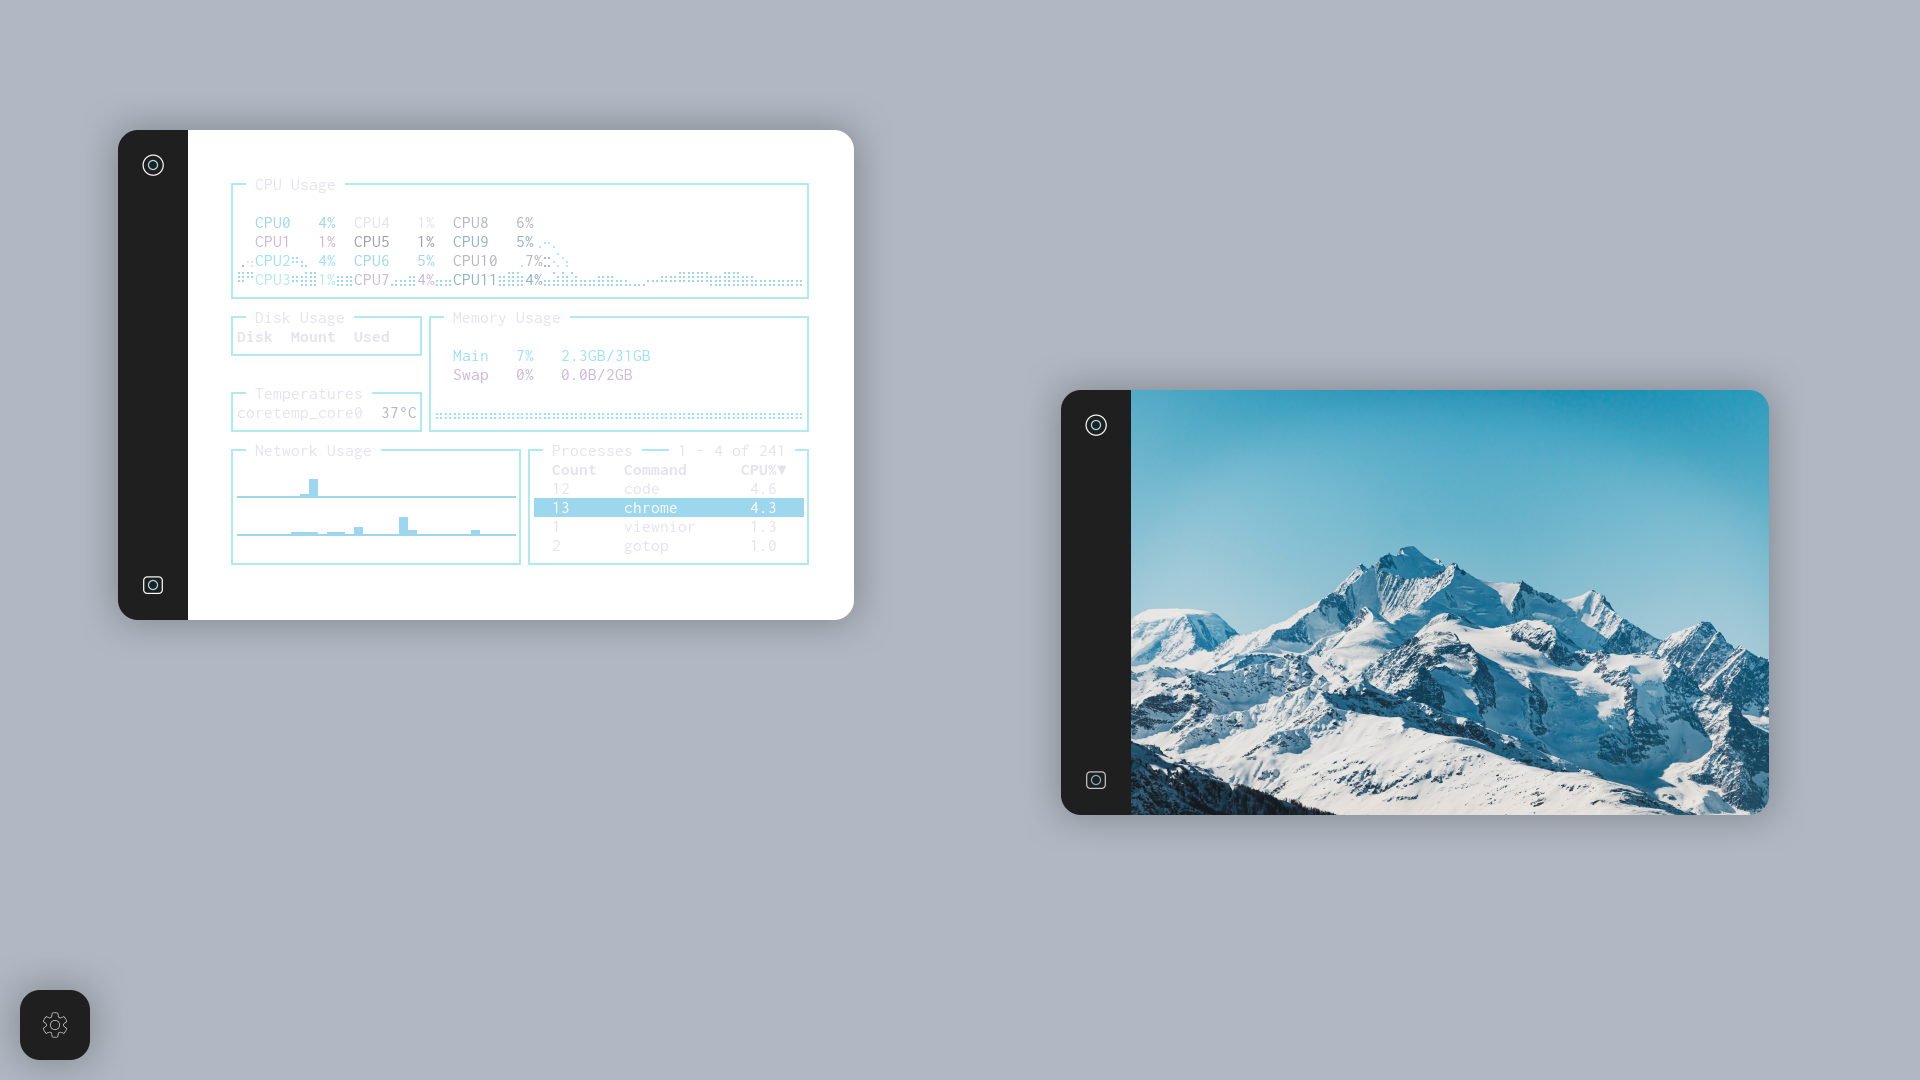 CPU Usage
CPU0 4% CPU4 1% CPU8 6%
CPU1 1% CPU5 1% CPU9 5%
CPU2 4% CPU6 5% CPU10 7%
CPU3 1% CPU7 4% CPU11 4%
Disk Usage
Disk Mount Used
Memory Usage
Main 7% 2.3GB/31GB
Swap 0% 0.0B/2GB
Temperatures
coretemp_core0 37°C
Network Usage
Processes 1 - 4 of 241
Count Command CPU%▼
12 code 4.6
13 chrome 4.3
1 viewnior 1.3
2 gotop 1.0